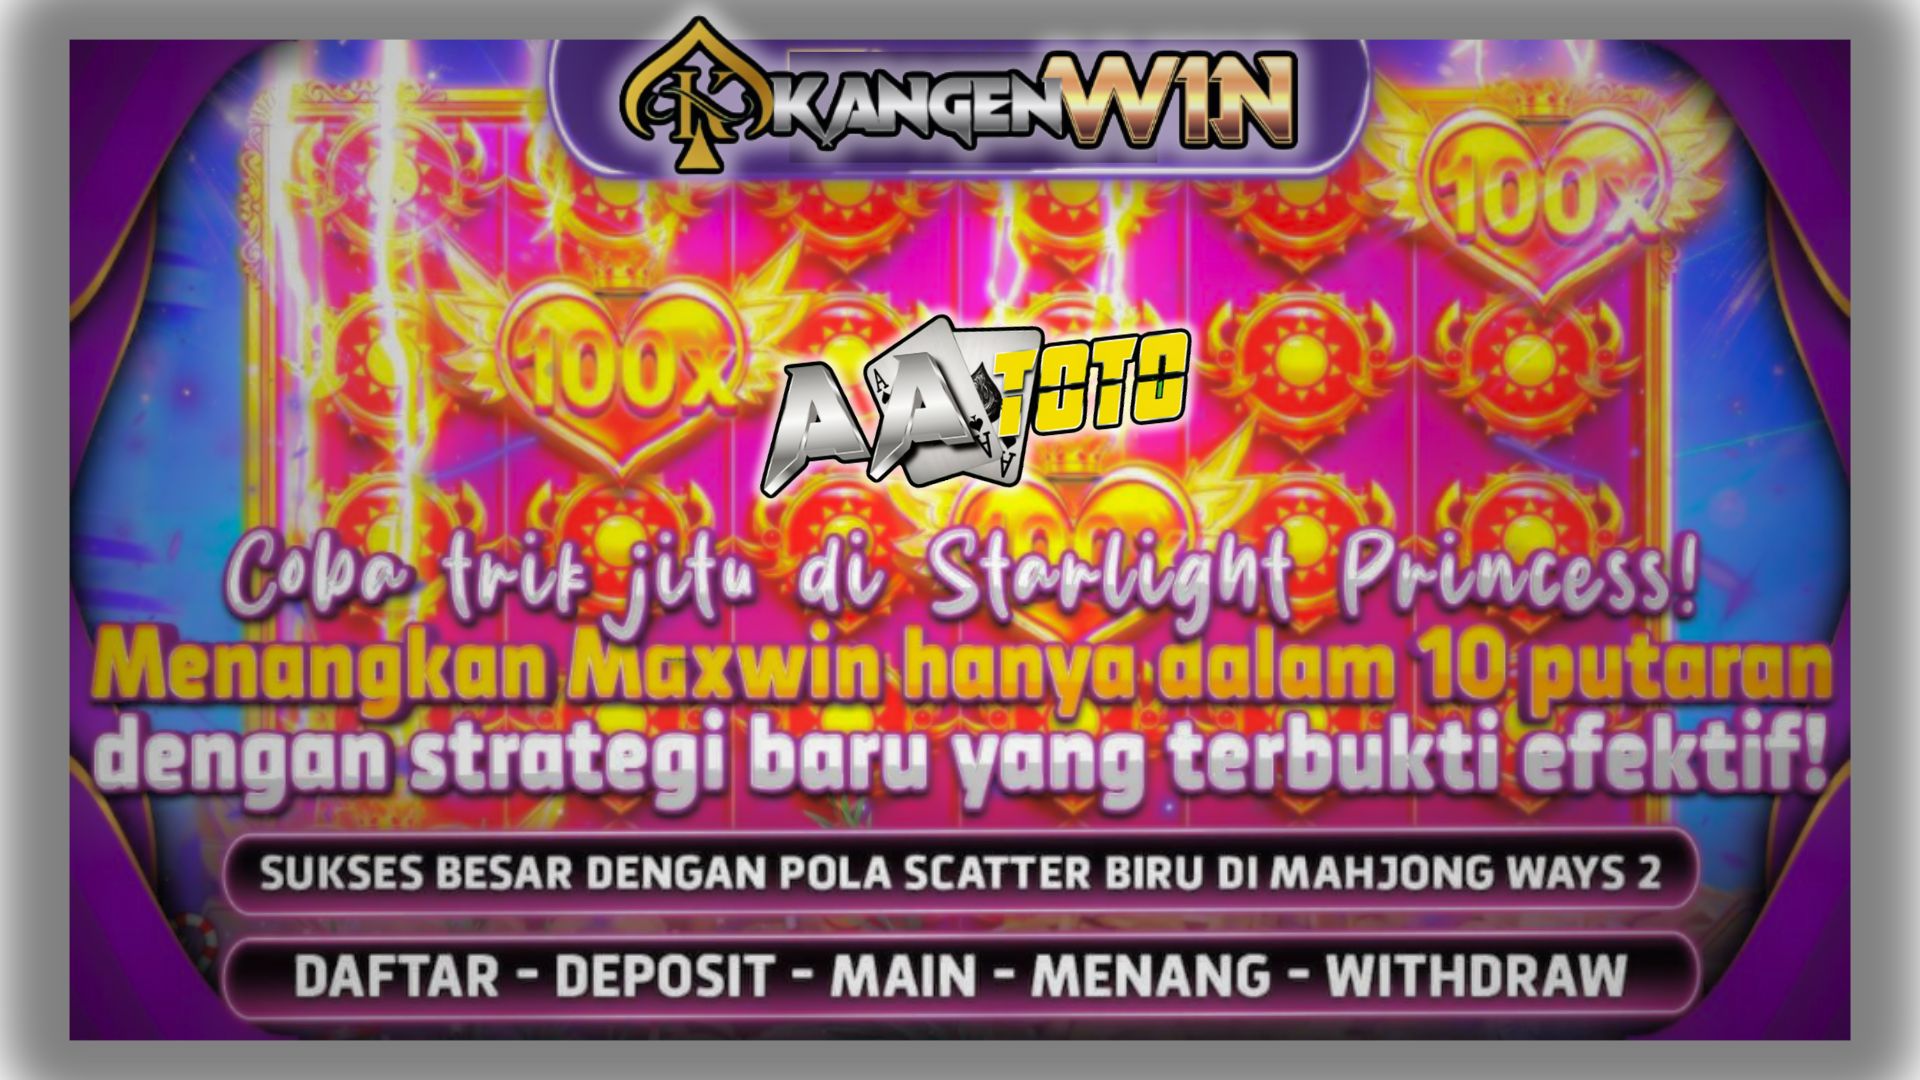 KANGENWIN
100x
100x
AATOTO
Coba trik jitu di Starlight Princess!
Menangkan Maxwin hanya dalam 10 putaran
dengan strategi baru yang terbukti efektif!
SUKSES BESAR DENGAN POLA SCATTER BIRU DI MAHJONG WAYS 2
DAFTAR - DEPOSIT - MAIN - MENANG - WITHDRAW